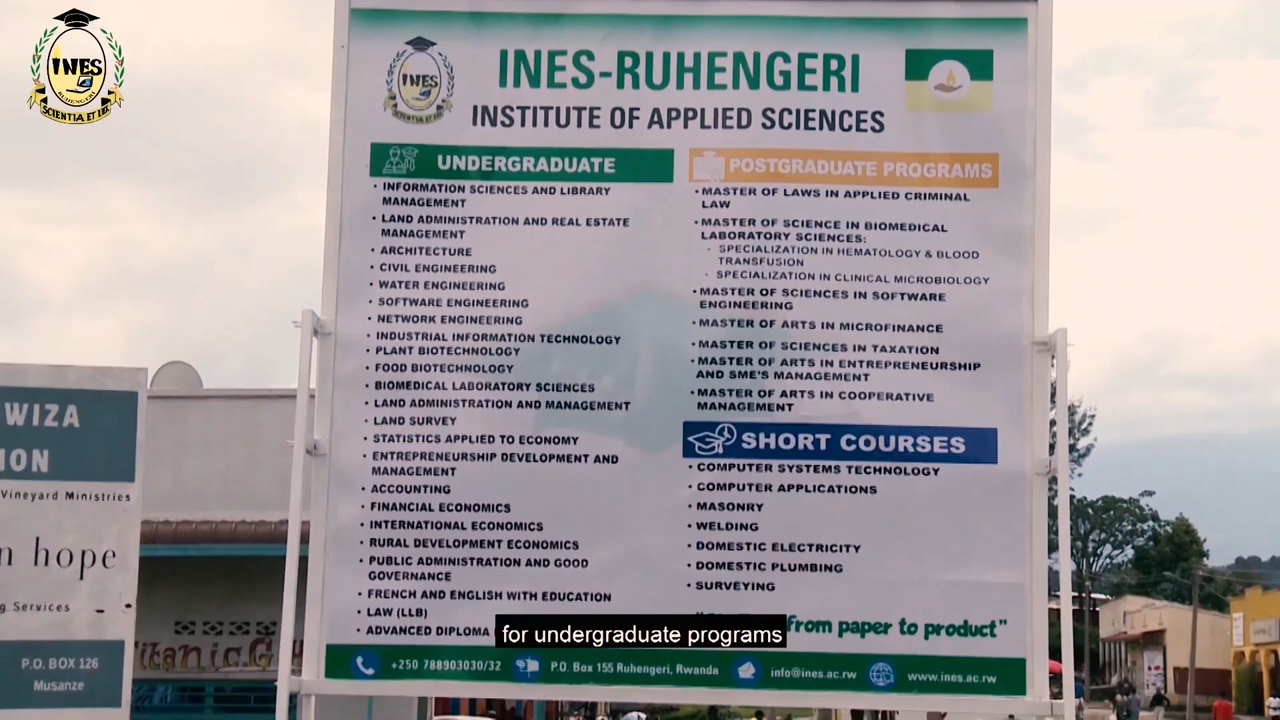 INES
RUHENGERI
SCIENTIA ET LUX
INES
SCIENTIA ET LUX
INES-RUHENGERI
INSTITUTE OF APPLIED SCIENCES
UNDERGRADUATE
• INFORMATION SCIENCES AND LIBRARY
MANAGEMENT
• LAND ADMINISTRATION AND REAL ESTATE
MANAGEMENT
• ARCHITECTURE
• CIVIL ENGINEERING
• WATER ENGINEERING
• SOFTWARE ENGINEERING
• NETWORK ENGINEERING
• INDUSTRIAL INFORMATION TECHNOLOGY
• PLANT BIOTECHNOLOGY
• FOOD BIOTECHNOLOGY
• BIOMEDICAL LABORATORY SCIENCES
• LAND ADMINISTRATION AND MANAGEMENT
• LAND SURVEY
• STATISTICS APPLIED TO ECONOMY
• ENTREPRENEURSHIP DEVELOPMENT AND
MANAGEMENT
• ACCOUNTING
• FINANCIAL ECONOMICS
• INTERNATIONAL ECONOMICS
• RURAL DEVELOPMENT ECONOMICS
• PUBLIC ADMINISTRATION AND GOOD
GOVERNANCE
• FRENCH AND ENGLISH WITH EDUCATION
• LAW (LLB)
• ADVANCED DIPLOMA
POSTGRADUATE PROGRAMS
• MASTER OF LAWS IN APPLIED CRIMINAL
LAW
• MASTER OF SCIENCE IN BIOMEDICAL
LABORATORY SCIENCES:
- SPECIALIZATION IN HEMATOLOGY & BLOOD
TRANSFUSION
- SPECIALIZATION IN CLINICAL MICROBIOLOGY
• MASTER OF SCIENCES IN SOFTWARE
ENGINEERING
• MASTER OF ARTS IN MICROFINANCE
• MASTER OF SCIENCES IN TAXATION
• MASTER OF ARTS IN ENTREPRENEURSHIP
AND SME'S MANAGEMENT
• MASTER OF ARTS IN COOPERATIVE
MANAGEMENT
SHORT COURSES
• COMPUTER SYSTEMS TECHNOLOGY
• COMPUTER APPLICATIONS
• MASONRY
• WELDING
• DOMESTIC ELECTRICITY
• DOMESTIC PLUMBING
• SURVEYING
from paper to product"
for undergraduate programs
+250 788903030/32
P.O. Box 155 Ruhengeri, Rwanda
info@ines.ac.rw
www.ines.ac.rw
WIZA
ION
Vineyard Ministries
n hope
g Services
P.O. BOX 126
Musanze
Titanic G